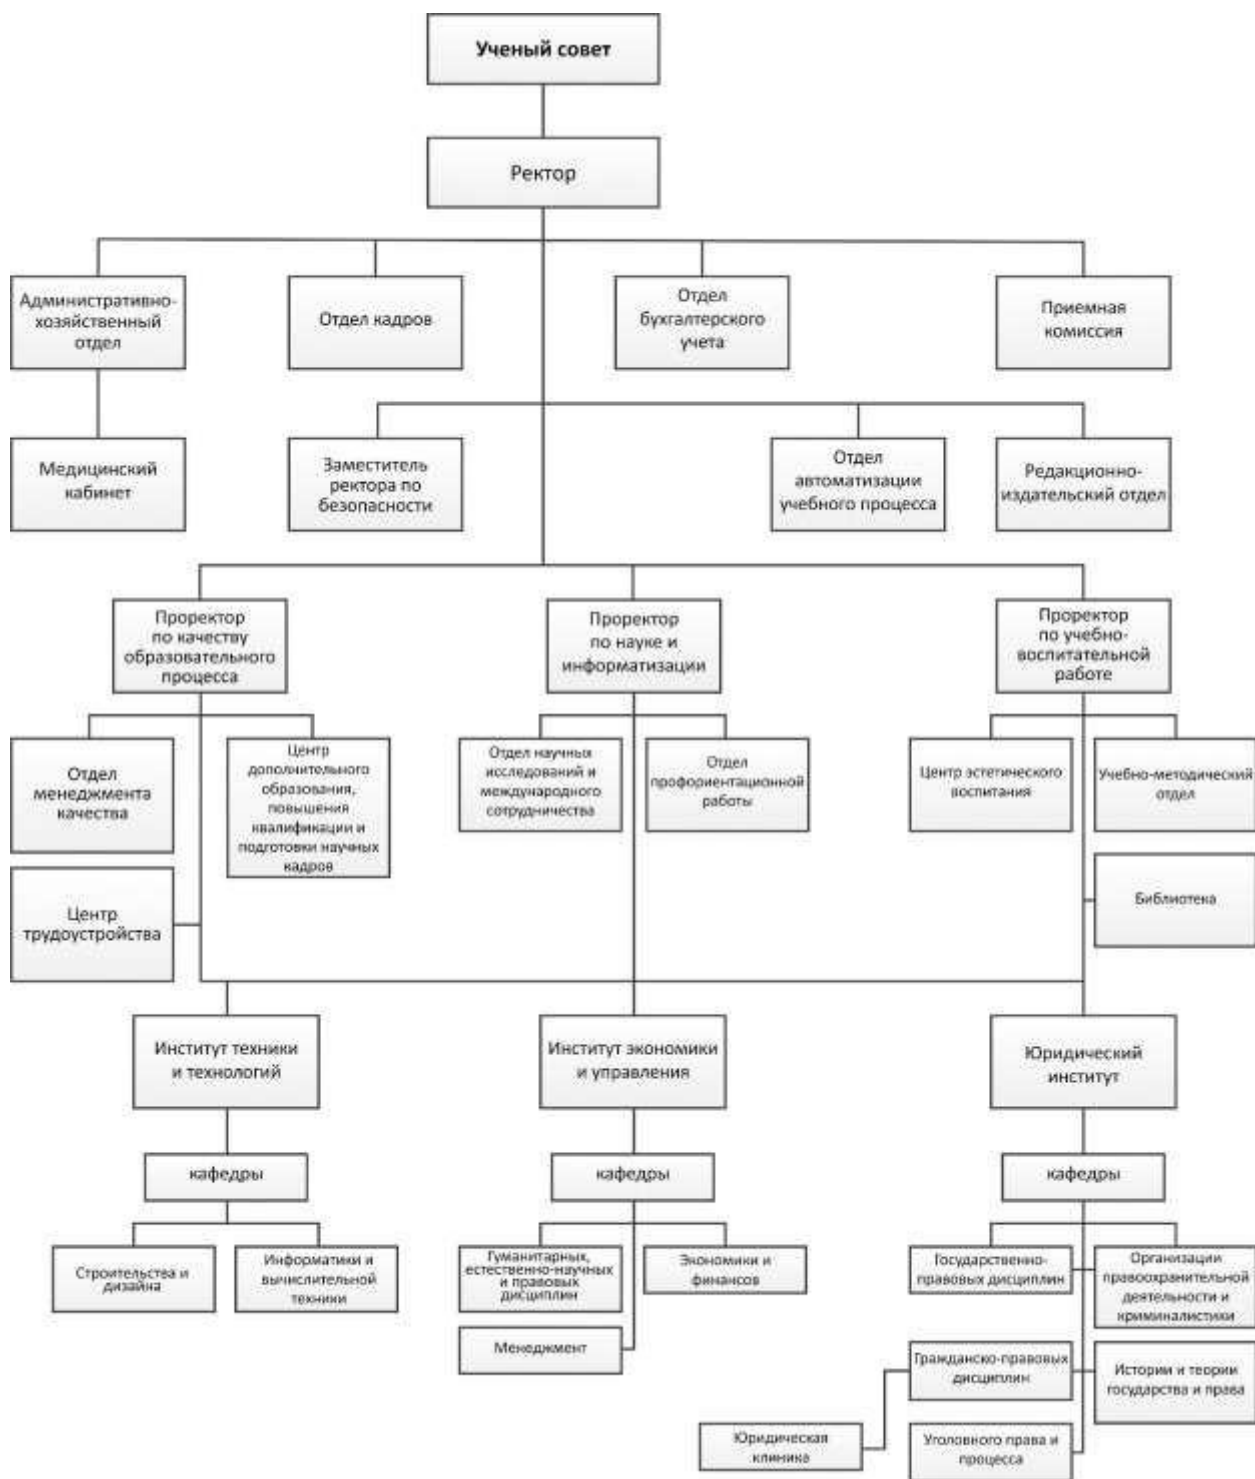 Ученый совет
Ректор
Административно-
хозяйственный
отдел
Отдел кадров
Отдел
бухгалтерского
учета
Приемная
комиссия
Медицинский
кабинет
Заместитель
ректора по
безопасности
Отдел
автоматизации
учебного процесса
Редакционно-
издательский отдел
Проректор
по качеству
образовательного
процесса
Проректор
по науке и
информатизации
Проректор
по учебно-
воспитательной
работе
Отдел
менеджмента
качества
Центр
дополнительного
образования,
повышения
квалификации и
подготовки научных
кадров
Отдел научных
исследований и
международного
сотрудничества
Отдел
профориентационной
работы
Центр эстетического
воспитания
Учебно-методический
отдел
Центр
трудоустройства
Библиотека
Институт техники
и технологий
Институт экономики
и управления
Юридический
институт
кафедры
кафедры
кафедры
Строительства и
дизайна
Информатики и
вычислительной
техники
Гуманитарных,
естественно-научных
и правовых
дисциплин
Экономики и
финансов
Государственно-
правовых дисциплин
Организации
правоохранительной
деятельности и
криминалистики
Менеджмент
Гражданско-правовых
дисциплин
Истории и теории
государства и права
Юридическая
клиника
Уголовного права и
процесса